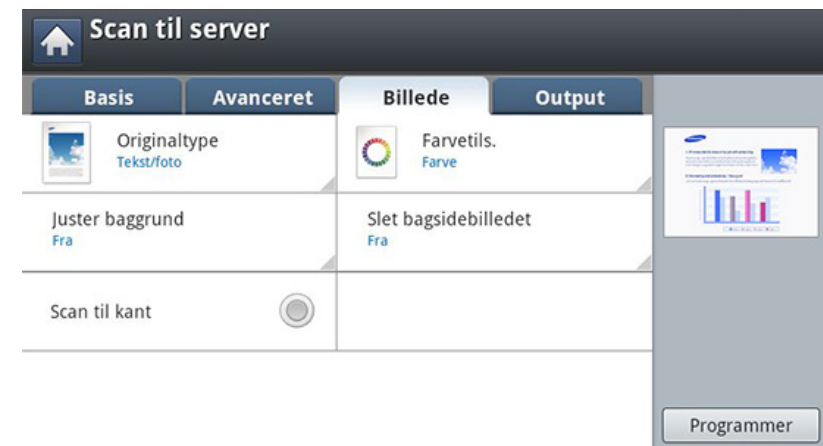 Scan til server
Basis
Avanceret
Billede
Output
Originaltype
Tekst/foto
Farvetils.
Farve
Juster baggrund
Fra
Slet bagsidebilledet
Fra
Scan til kant
Programmer